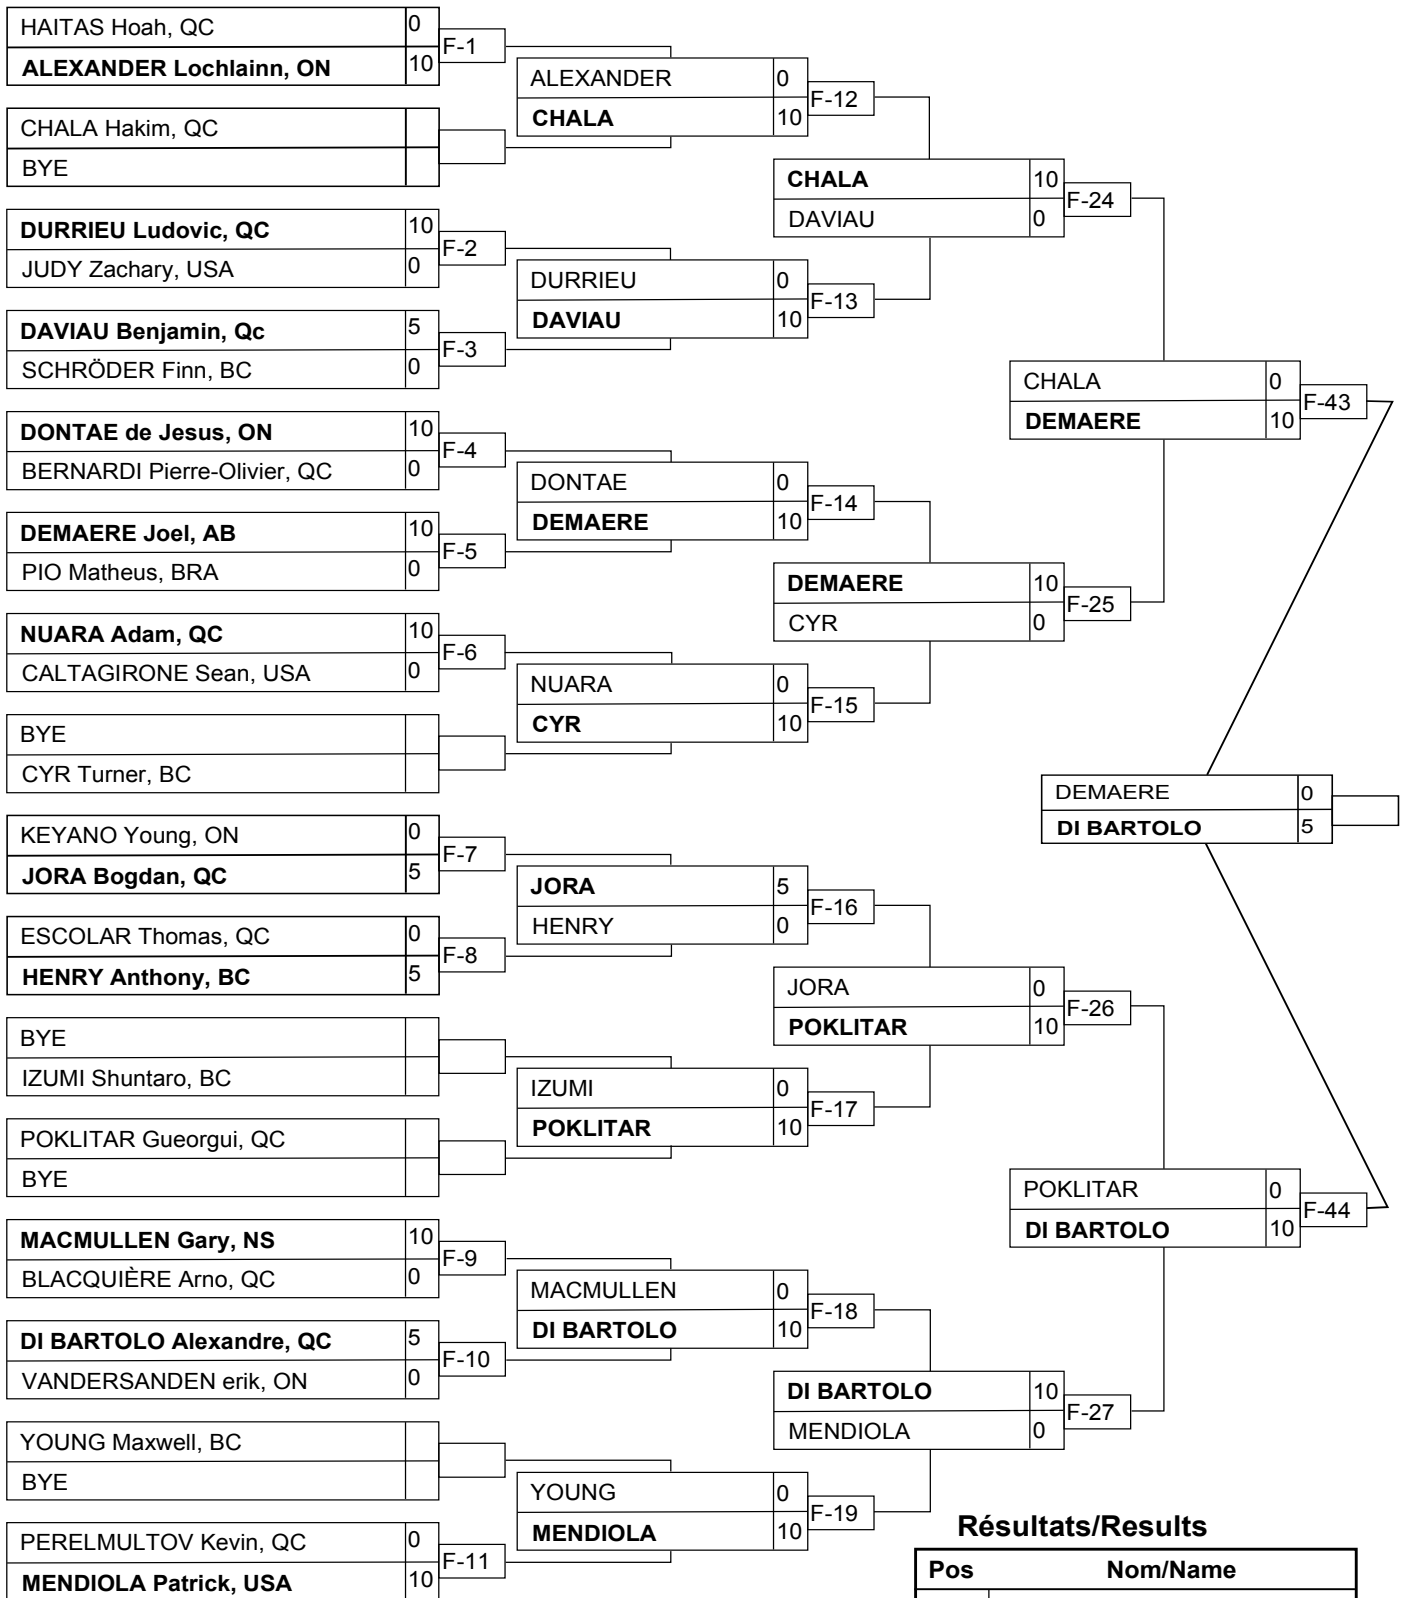 HAITAS Hoah, QC 0
F-1
ALEXANDER Lochlainn, ON 10
CHALA Hakim, QC
BYE
DURRIEU Ludovic, QC 10
F-2
JUDY Zachary, USA 0
DAVIAU Benjamin, Qc 5
F-3
SCHRÖDER Finn, BC 0
DONTAE de Jesus, ON 10
F-4
BERNARDI Pierre-Olivier, QC 0
DEMAERE Joel, AB 10
F-5
PIO Matheus, BRA 0
NUARA Adam, QC 10
F-6
CALTAGIRONE Sean, USA 0
BYE
CYR Turner, BC
KEYANO Young, ON 0
F-7
JORA Bogdan, QC 5
ESCOLAR Thomas, QC 0
F-8
HENRY Anthony, BC 5
BYE
IZUMI Shuntaro, BC
POKLITAR Gueorgui, QC
BYE
MACMULLEN Gary, NS 10
F-9
BLACQUIÈRE Arno, QC 0
DI BARTOLO Alexandre, QC 5
F-10
VANDERSANDEN erik, ON 0
YOUNG Maxwell, BC
BYE
PERELMULTOV Kevin, QC 0
F-11
MENDIOLA Patrick, USA 10
ALEXANDER 0
F-12
CHALA 10
DURRIEU 0
F-13
DAVIAU 10
DONTAE 0
F-14
DEMAERE 10
NUARA 0
F-15
CYR 10
JORA 5
F-16
HENRY 0
IZUMI 0
F-17
POKLITAR 10
MACMULLEN 0
F-18
DI BARTOLO 10
YOUNG 0
F-19
MENDIOLA 10
CHALA 10
F-24
DAVIAU 0
DEMAERE 10
F-25
CYR 0
JORA 0
F-26
POKLITAR 10
DI BARTOLO 10
F-27
MENDIOLA 0
CHALA 0
F-43
DEMAERE 10
POKLITAR 0
F-44
DI BARTOLO 10
DEMAERE 0
DI BARTOLO 5
Résultats/Results
Pos Nom/Name